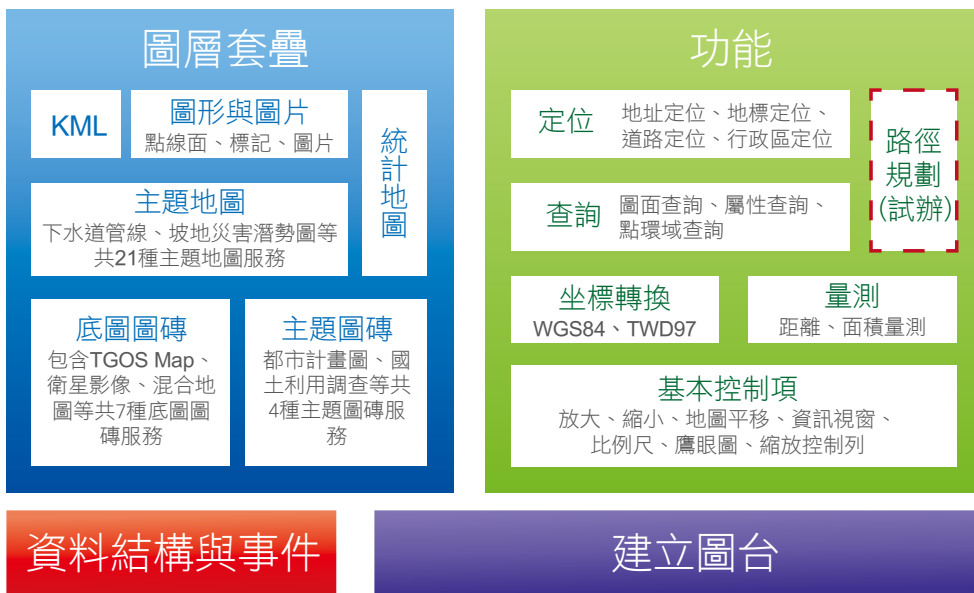 圖層套疊
KML
圖形與圖片
點線面、標記、圖片
統計地圖
主題地圖
下水道管線、坡地災害潛勢圖等
共21種主題地圖服務
底圖圖磚
包含TGOS Map、
衛星影像、混合地
圖等共7種底圖圖
磚服務
主題圖磚
都市計畫圖、國
土利用調查等共
4種主題圖磚服
務
功能
定位
地址定位、地標定位、
道路定位、行政區定位
路徑
規劃
(試辦)
查詢
圖面查詢、屬性查詢、
點環域查詢
坐標轉換
WGS84、TWD97
量測
距離、面積量測
基本控制項
放大、縮小、地圖平移、資訊視窗、
比例尺、鷹眼圖、縮放控制列
資料結構與事件
建立圖台